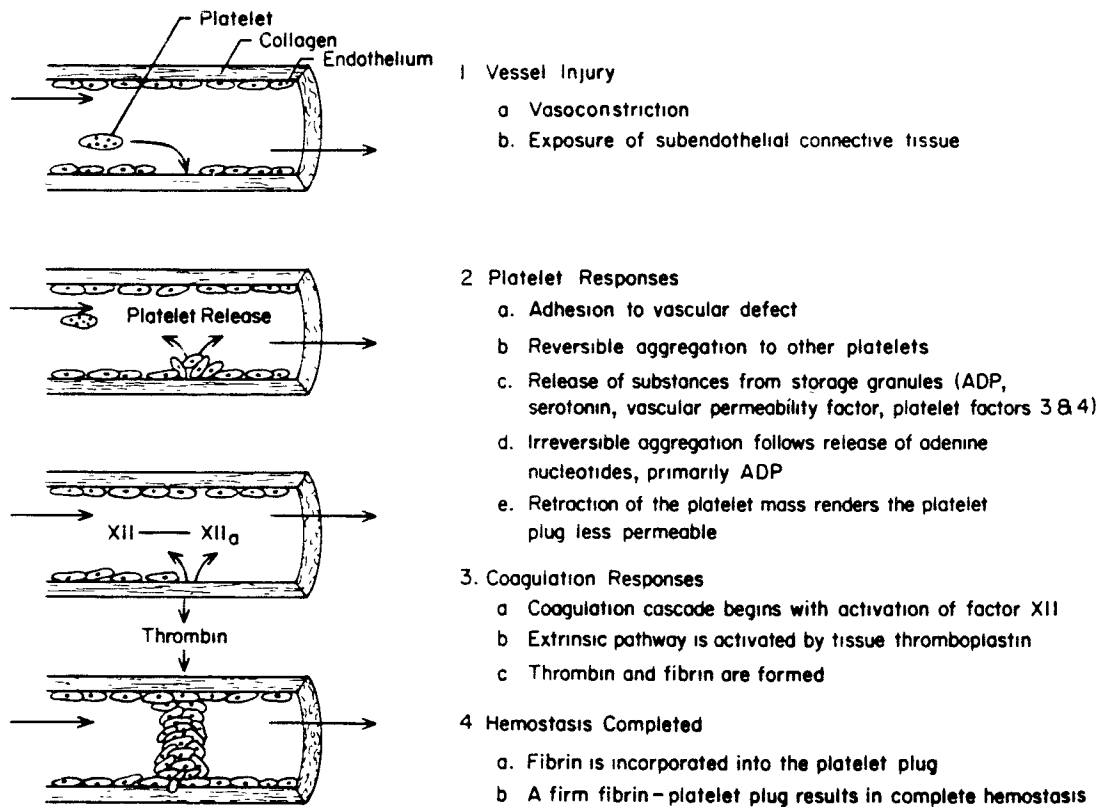 Platelet
Collagen
Endothelium
1 Vessel Injury
a Vasoconstriction
b. Exposure of subendothelial connective tissue
Platelet Release
2 Platelet Responses
a. Adhesion to vascular defect
b Reversible aggregation to other platelets
c. Release of substances from storage granules (ADP,
serotonin, vascular permeability factor, platelet factors 3 & 4)
d. Irreversible aggregation follows release of adenine
nucleotides, primarily ADP
e. Retraction of the platelet mass renders the platelet
plug less permeable
XII — XIIa
Thrombin
3. Coagulation Responses
a Coagulation cascade begins with activation of factor XII
b Extrinsic pathway is activated by tissue thromboplastin
c Thrombin and fibrin are formed
4 Hemostasis Completed
a. Fibrin is incorporated into the platelet plug
b A firm fibrin-platelet plug results in complete hemostasis